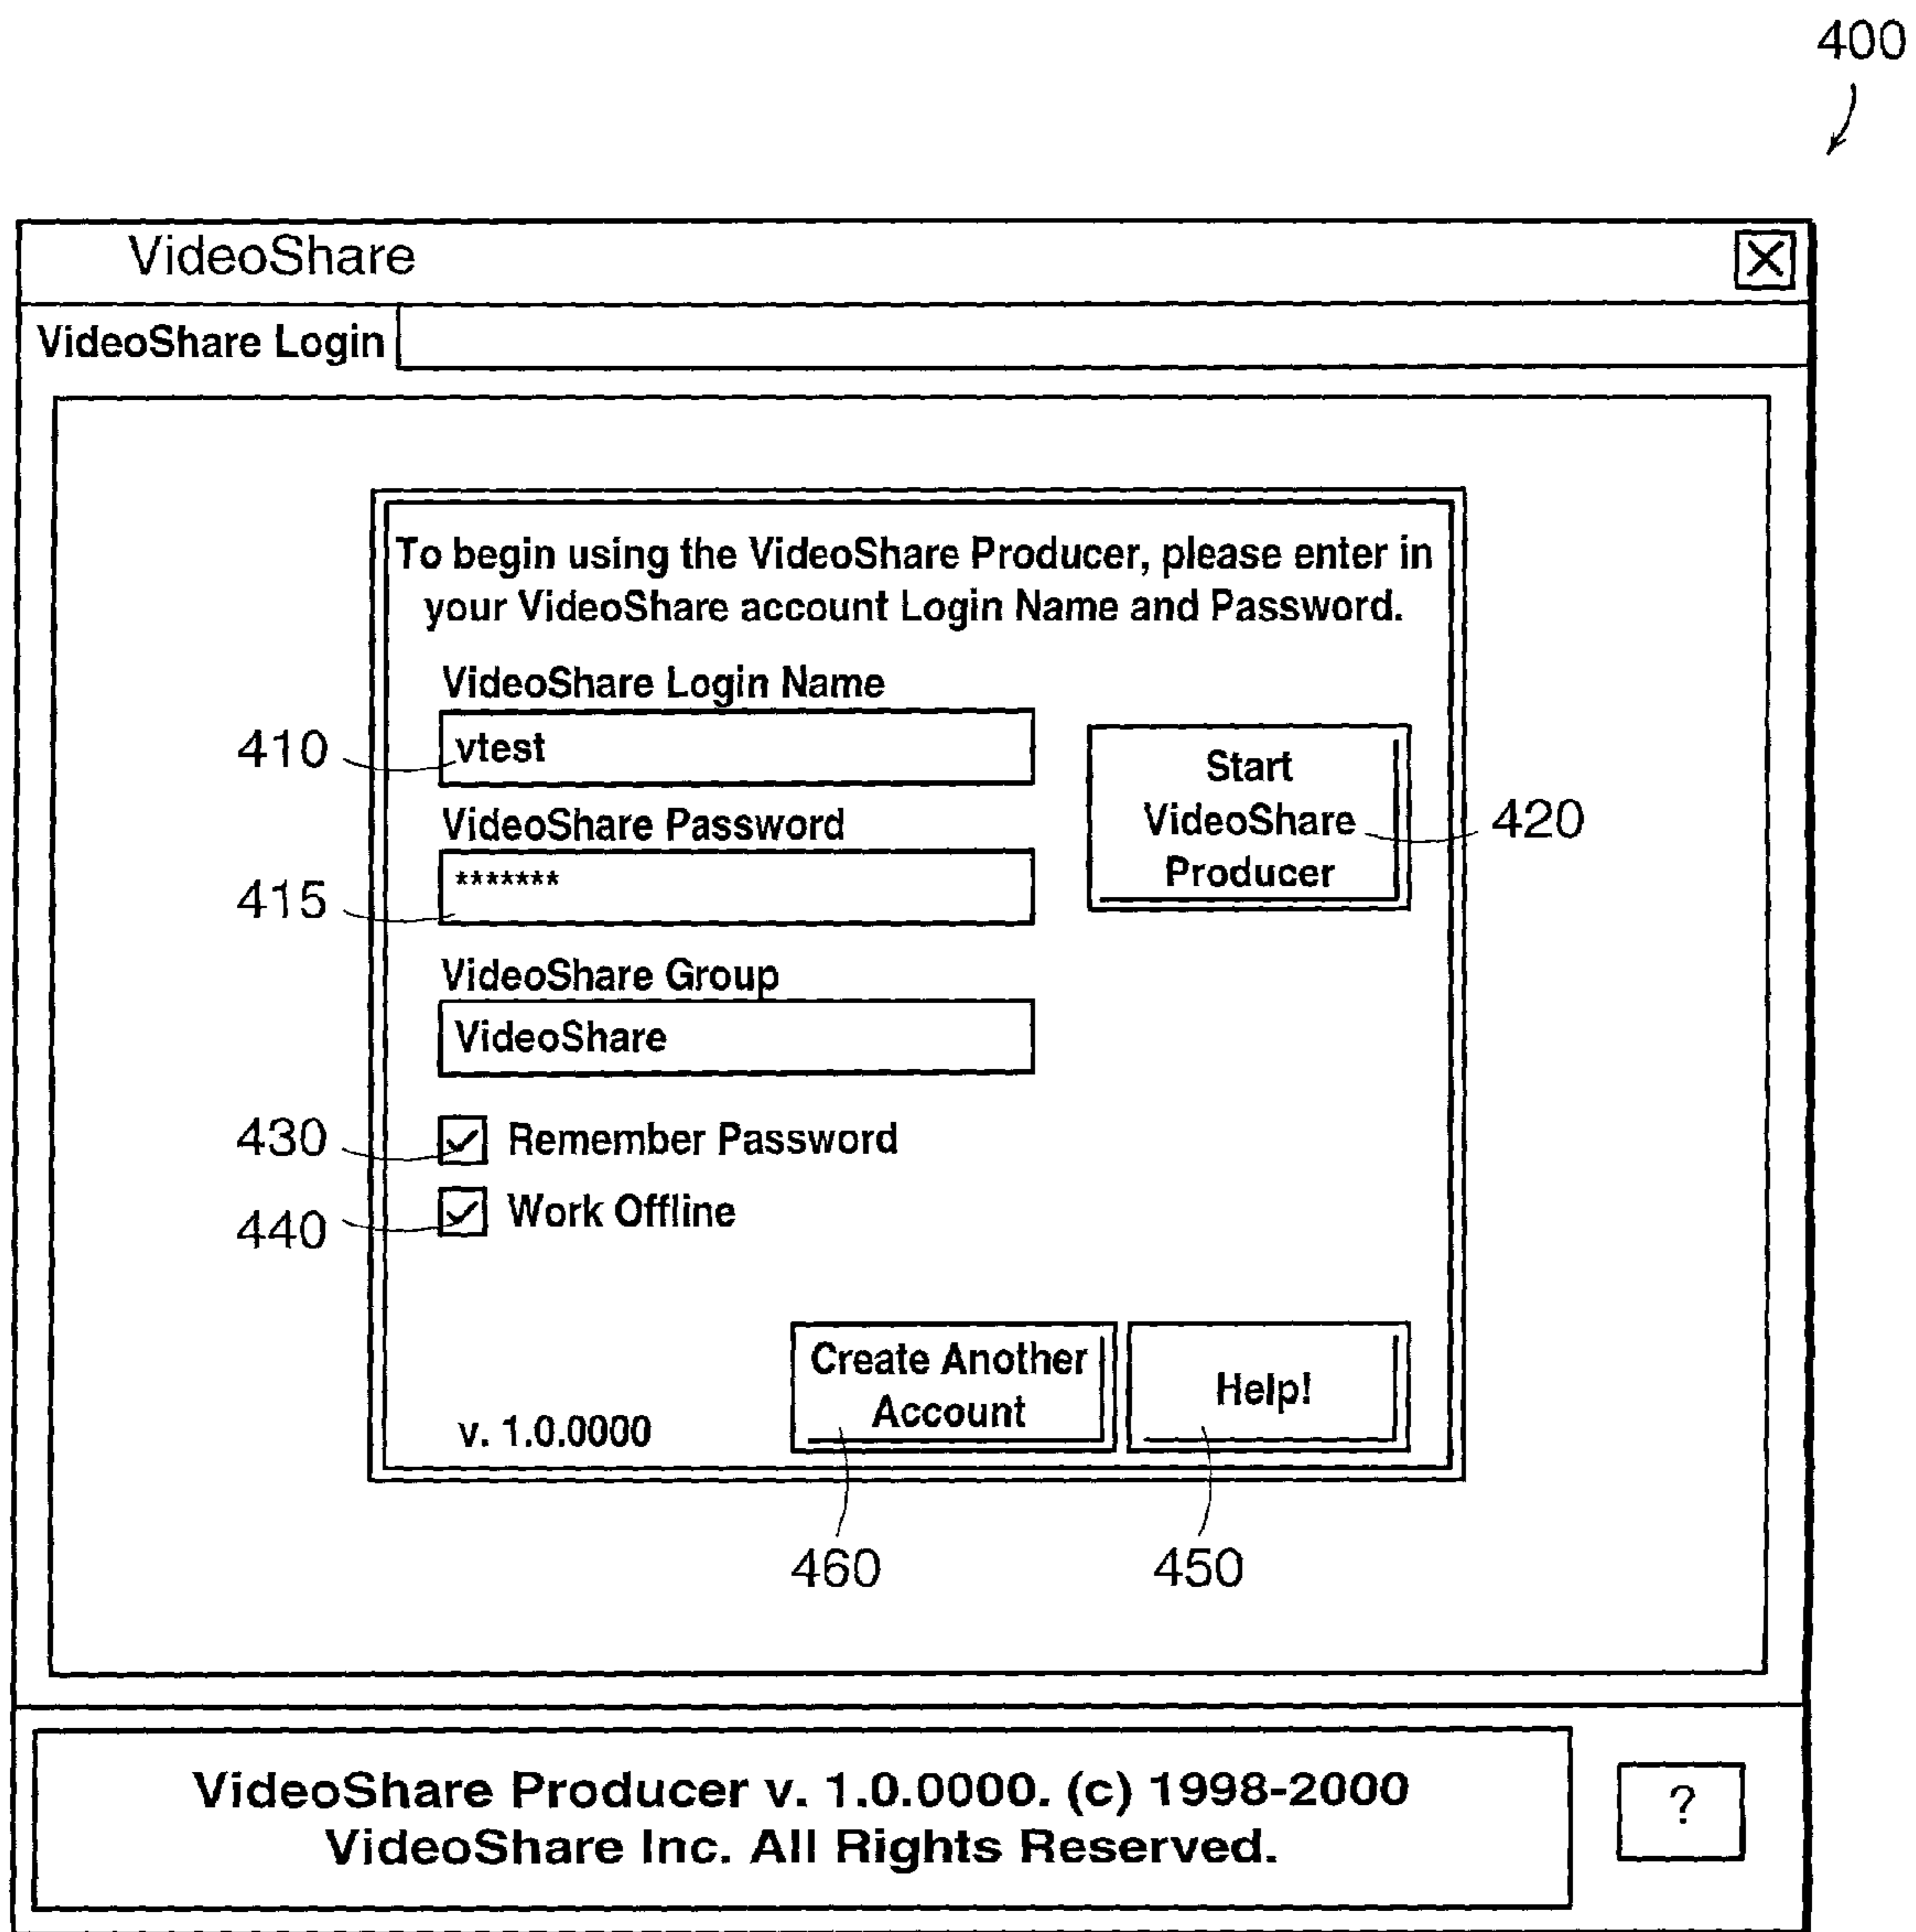 400
VideoShare
VideoShare Login
To begin using the VideoShare Producer, please enter in
your VideoShare account Login Name and Password.
VideoShare Login Name
410
vtest
Start
VideoShare
Producer
420
VideoShare Password
415
*******
VideoShare Group
VideoShare
430
Remember Password
440
Work Offline
Create Another
Account
Help!
v. 1.0.0000
460
450
VideoShare Producer v. 1.0.0000. (c) 1998-2000
VideoShare Inc. All Rights Reserved.
?